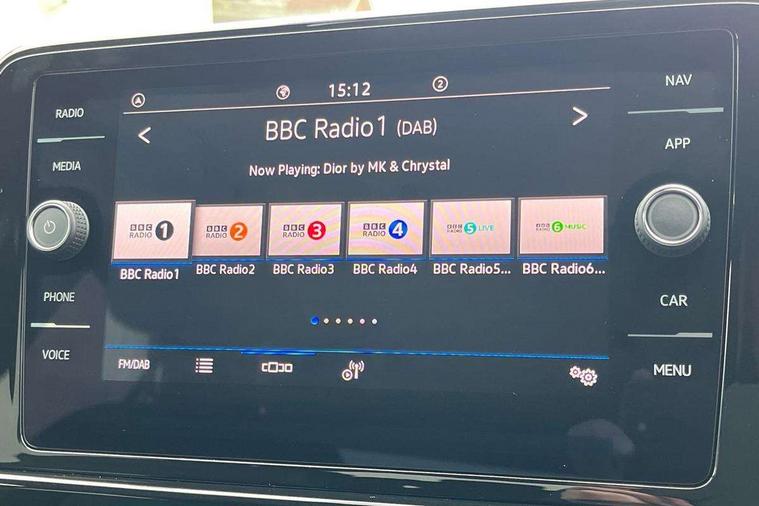 15:12
2
RADIO
MEDIA
PHONE
VOICE
NAV
APP
CAR
MENU
BBC Radio1 (DAB)
Now Playing: Dior by MK & Chrystal
BBC RADIO 1
BBC RADIO 2
BBC RADIO 3
BBC RADIO 4
BBC RADIO 5 LIVE
BBC RADIO 6 MUSIC
BBC Radio1
BBC Radio2
BBC Radio3
BBC Radio4
BBC Radio5...
BBC Radio6...
FM/DAB